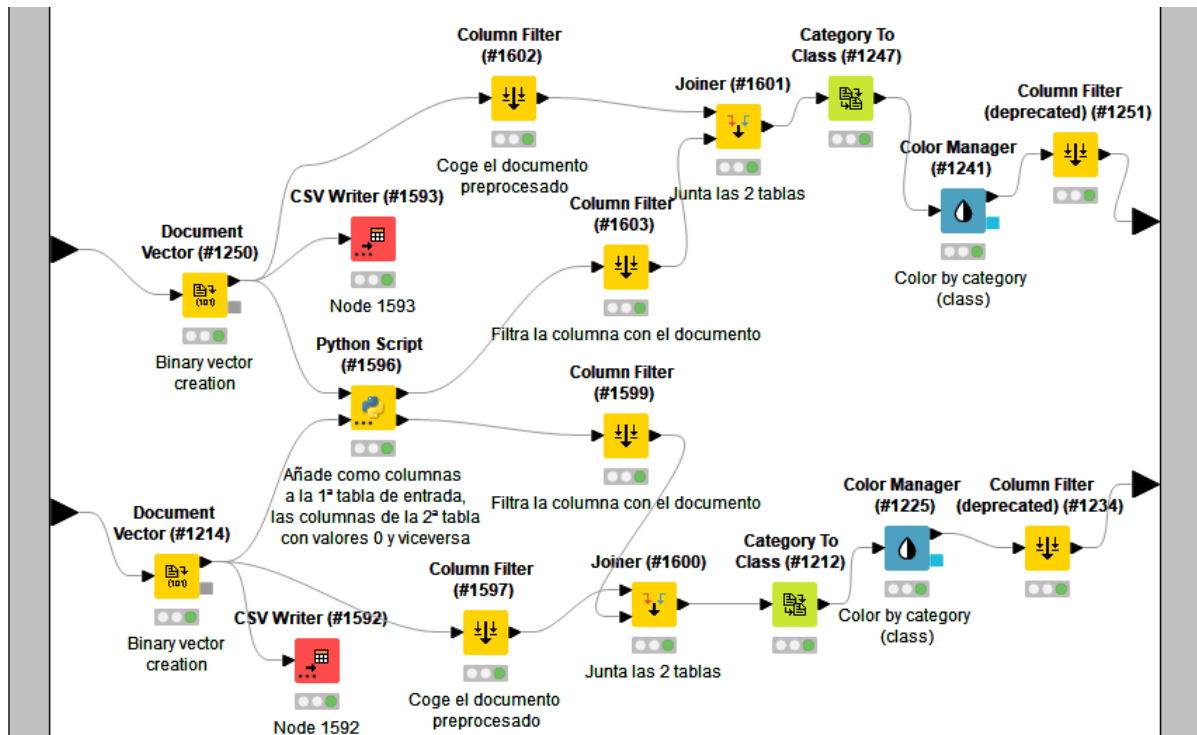 Column Filter
(#1602)
Coge el documento
preprocesado
Joiner (#1601)
Junta las 2 tablas
Category To
Class (#1247)
Column Filter
(deprecated) (#1251)
Color Manager
(#1241)
Color by category
(class)
CSV Writer (#1593)
Node 1593
Column Filter
(#1603)
Filtra la columna con el documento
Document
Vector (#1250)
Binary vector
creation
Python Script
(#1596)
Añade como columnas
a la 1ª tabla de entrada,
las columnas de la 2ª tabla
con valores 0 y viceversa
Column Filter
(#1599)
Filtra la columna con el documento
Document
Vector (#1214)
Binary vector
creation
CSV Writer (#1592)
Node 1592
Column Filter
(#1597)
Coge el documento
preprocesado
Joiner (#1600)
Junta las 2 tablas
Category To
Class (#1212)
Color Manager
(#1225)
Color by category
(class)
Column Filter
(deprecated) (#1234)